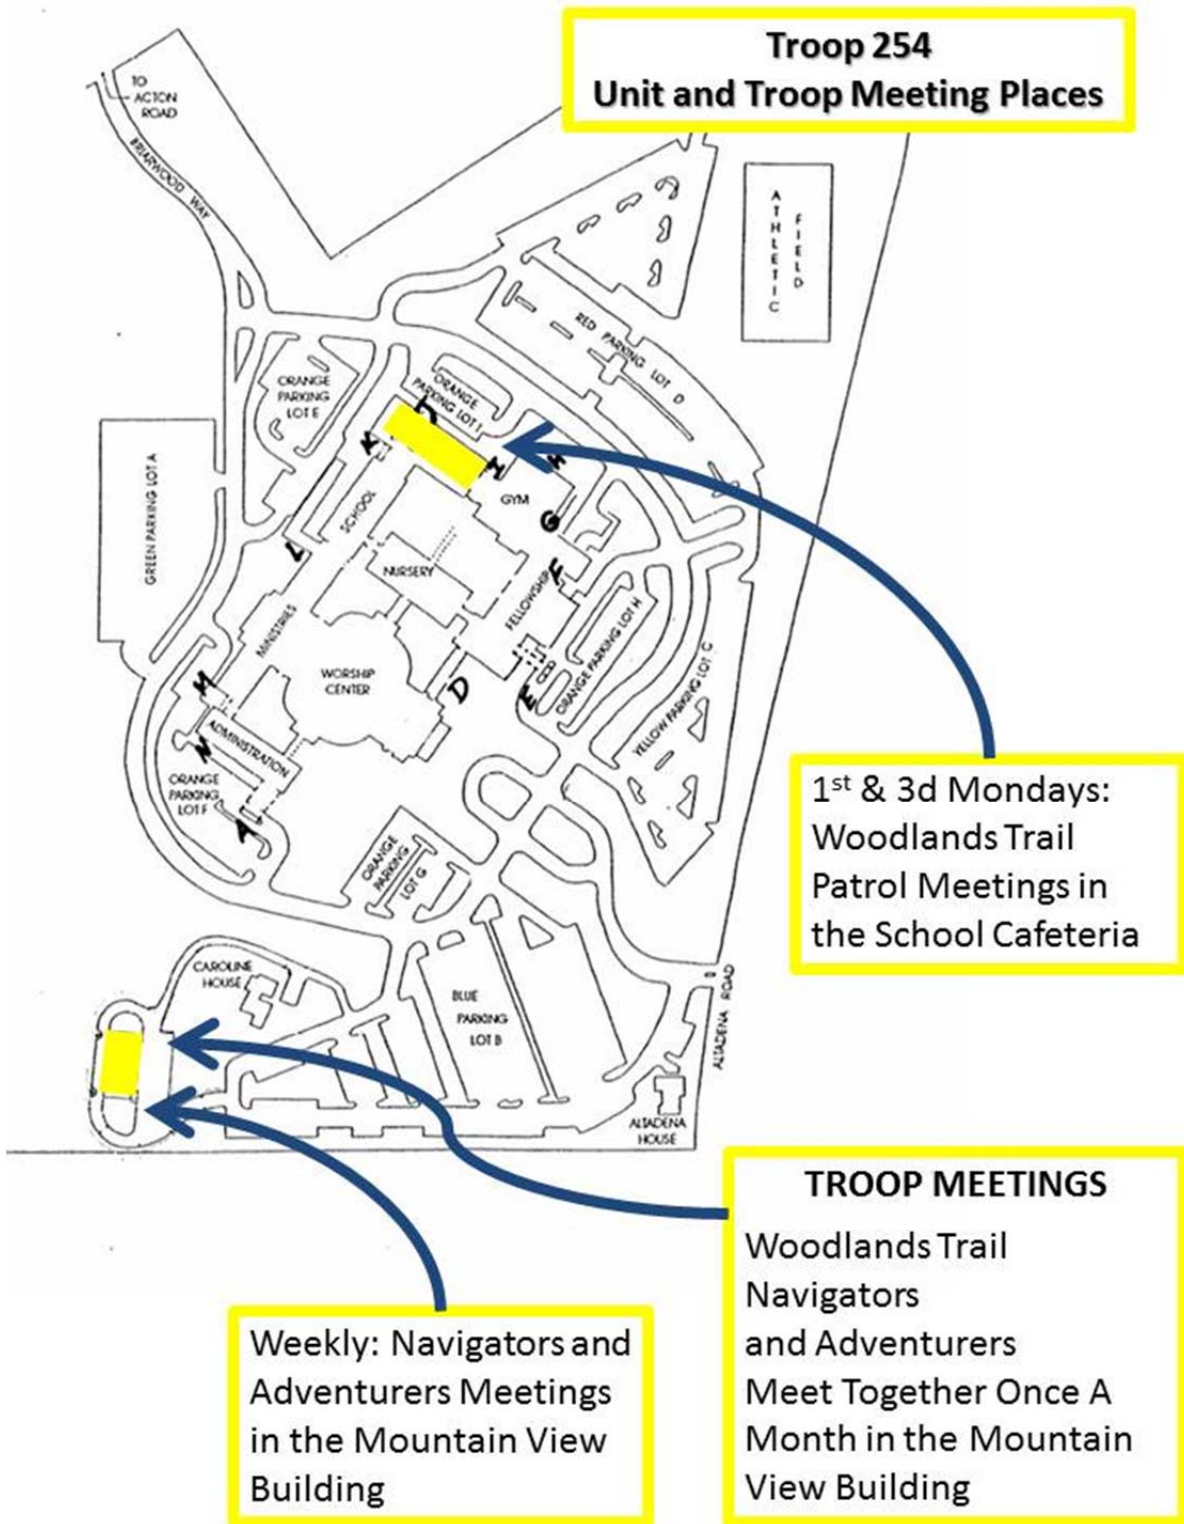 Troop 254
Unit and Troop Meeting Places
TO
ACTON
ROAD
BRIARWOOD WAY
ATHLETIC
FIELD
RED PARKING LOT D
ORANGE
PARKING
LOT E
ORANGE
PARKING LOT I
J
K
I
H
GYM
G
GREEN PARKING LOT A
SCHOOL
L
NURSERY
F
FELLOWSHIP
MINISTRIES
ORANGE PARKING LOT H
WORSHIP
CENTER
D
E
YELLOW PARKING LOT C
M
ADMINISTRATION
N
ORANGE
PARKING
LOT F
A
ORANGE
PARKING
LOT G
1st & 3d Mondays:
Woodlands Trail
Patrol Meetings in
the School Cafeteria
CAROLINE
HOUSE
BLUE
PARKING
LOT B
ALTADENA ROAD
ALTADENA
HOUSE
TROOP MEETINGS
Woodlands Trail
Navigators
and Adventurers
Meet Together Once A
Month in the Mountain
View Building
Weekly: Navigators and
Adventurers Meetings
in the Mountain View
Building